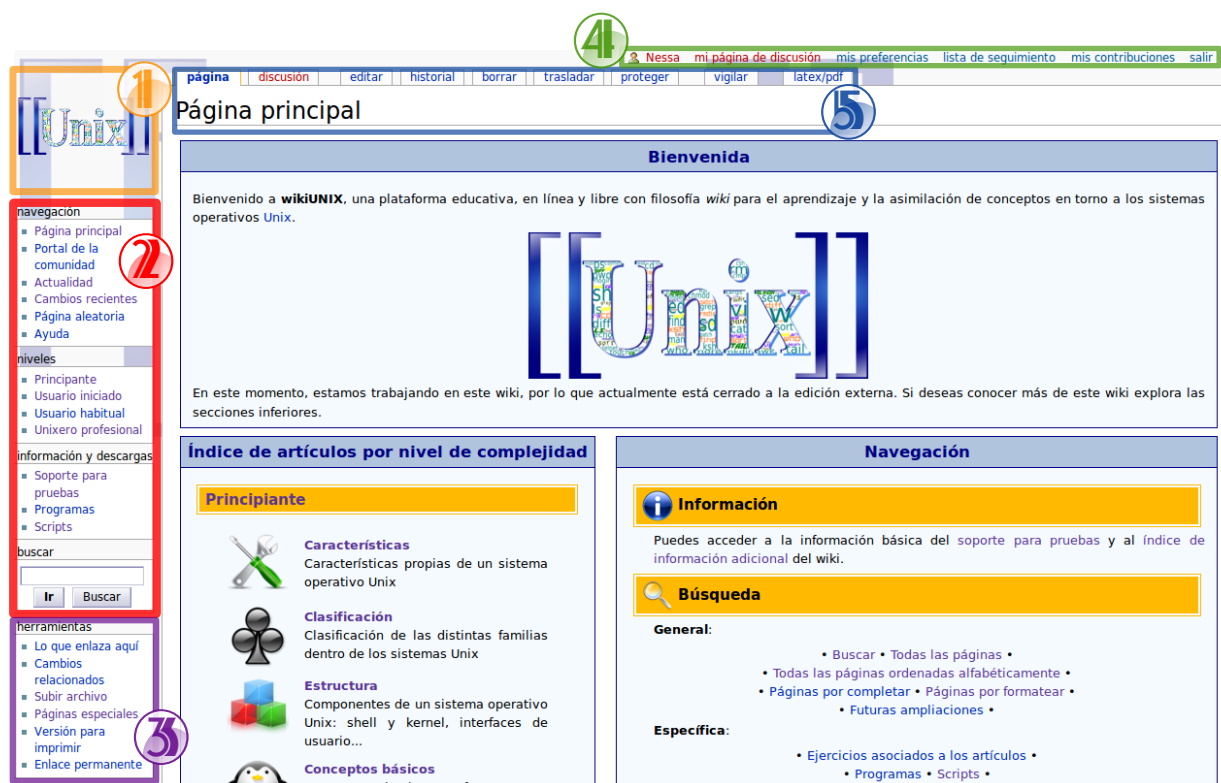 4
Nessa mi página de discusión mis preferencias lista de seguimiento mis contribuciones salir
1
página discusión editar historial borrar trasladar proteger vigilar latex/pdf
5
Página principal
[[Unix]]
navegación
Página principal
Portal de la
comunidad
Actualidad
Cambios recientes
Página aleatoria
Ayuda
2
niveles
Principante
Usuario iniciado
Usuario habitual
Unixero profesional
información y descargas
Soporte para
pruebas
Programas
Scripts
buscar
Ir Buscar
herramientas
Lo que enlaza aquí
Cambios
relacionados
Subir archivo
Páginas especiales
Versión para
imprimir
Enlace permanente
3
Bienvenida
Bienvenido a wikiUNIX, una plataforma educativa, en línea y libre con filosofía wiki para el aprendizaje y la asimilación de conceptos en torno a los sistemas
operativos Unix.
[[Unix]]
En este momento, estamos trabajando en este wiki, por lo que actualmente está cerrado a la edición externa. Si deseas conocer más de este wiki explora las
secciones inferiores.
Índice de artículos por nivel de complejidad
Principiante
Características
Características propias de un sistema
operativo Unix
Clasificación
Clasificación de las distintas familias
dentro de los sistemas Unix
Estructura
Componentes de un sistema operativo
Unix: shell y kernel, interfaces de
usuario...
Conceptos básicos
Navegación
Información
Puedes acceder a la información básica del soporte para pruebas y al índice de
información adicional del wiki.
Búsqueda
General:
• Buscar • Todas las páginas •
• Todas las páginas ordenadas alfabéticamente •
• Páginas por completar • Páginas por formatear •
• Futuras ampliaciones •
Específica:
• Ejercicios asociados a los artículos •
• Programas • Scripts •